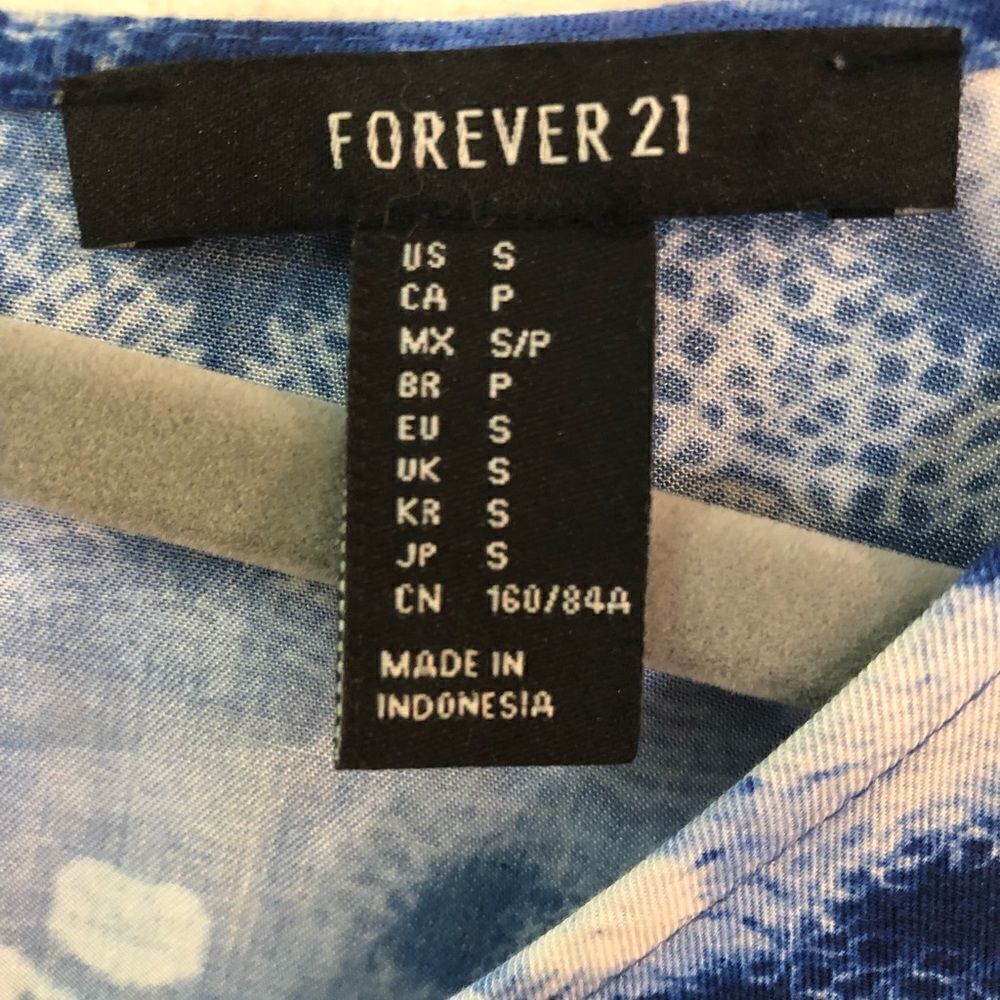 FOREVER 21
US S
CA P
MX S/P
BR P
EU S
UK S
KR S
JP S
CN 160/84A
MADE IN
INDONESIA